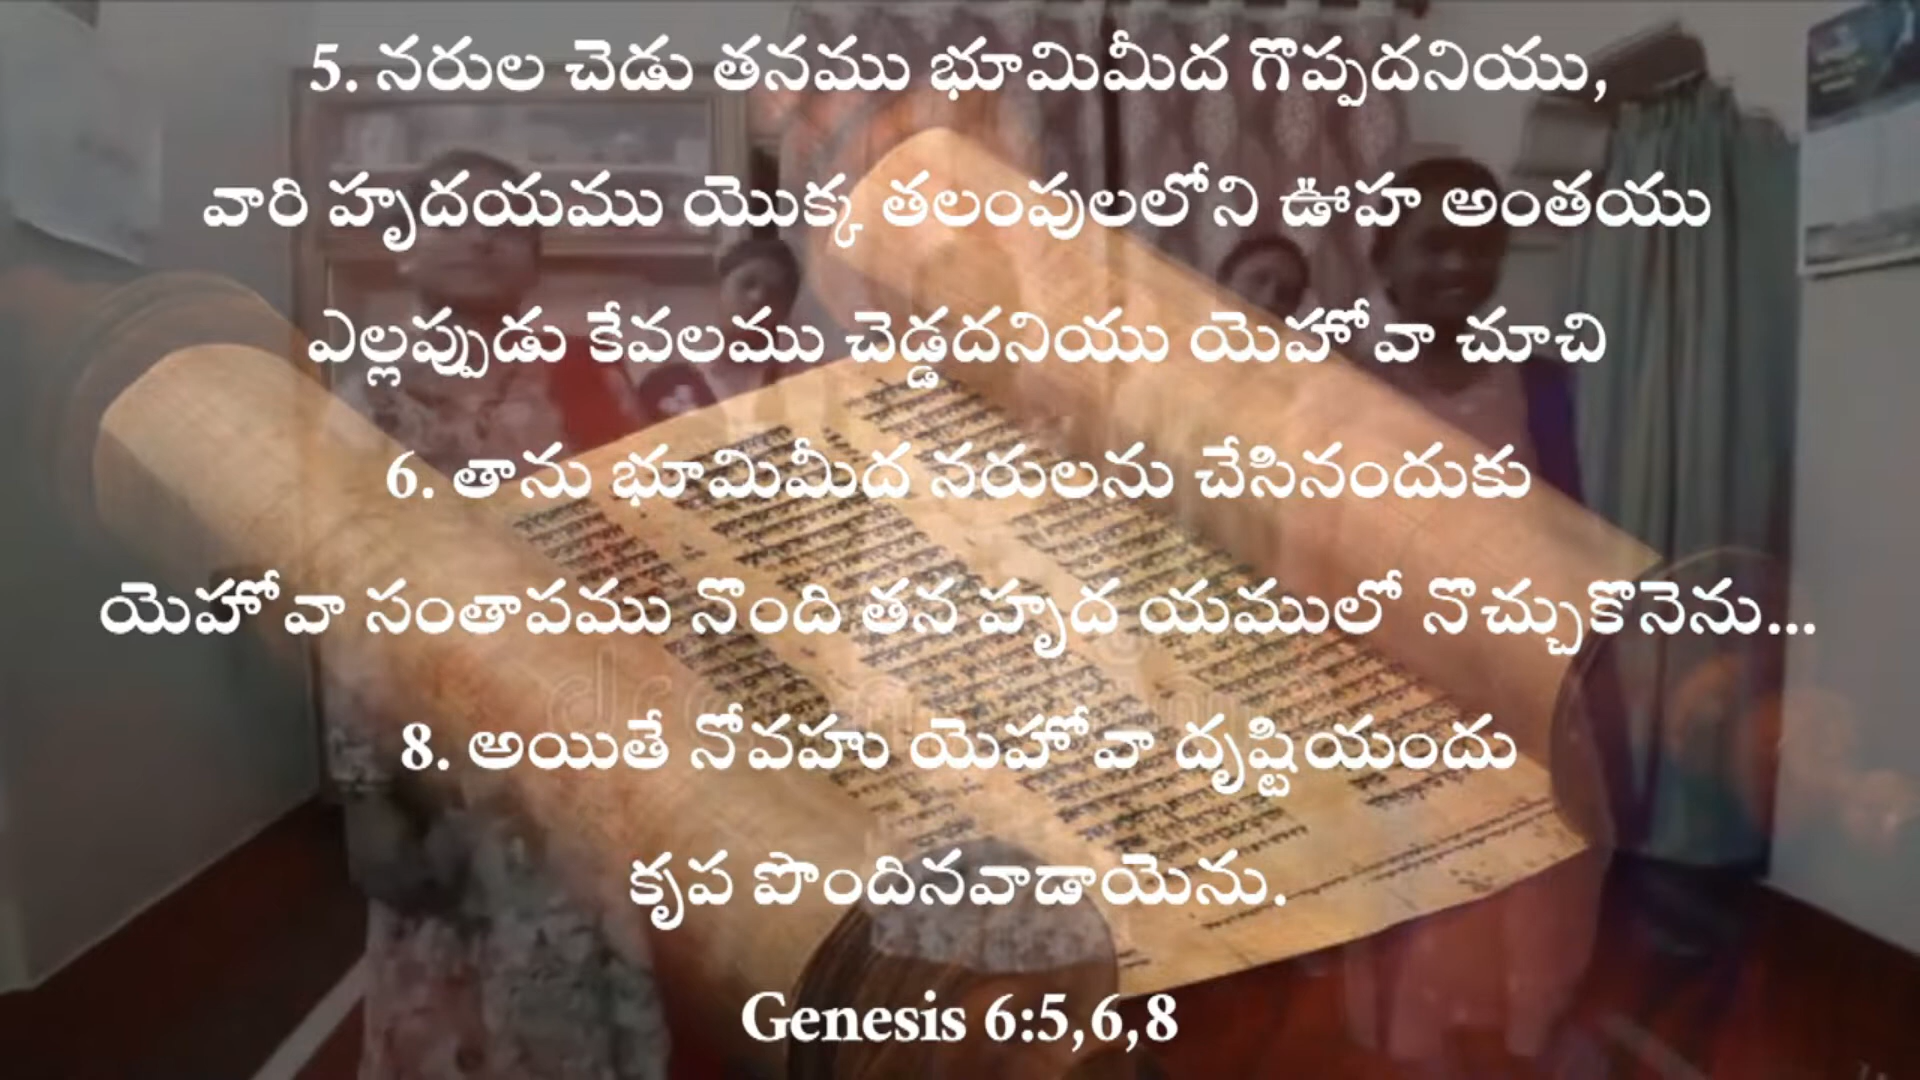 5. నరుల చెడు తనము భూమిమీద గొప్పదనియు,
వారి హృదయము యొక్క తలంపులలోని ఊహ అంతయు
ఎల్లప్పుడు కేవలము చెడ్డదనియు యెహోవా చూచి
6. తాను భూమిమీద నరులను చేసినందుకు
యెహోవా సంతాపము నొంది తన హృద యములో నొచ్చుకొనెను...
8. అయితే నోవహు యెహోవా దృష్టియందు
కృప పొందినవాడాయెను.
Genesis 6:5,6,8